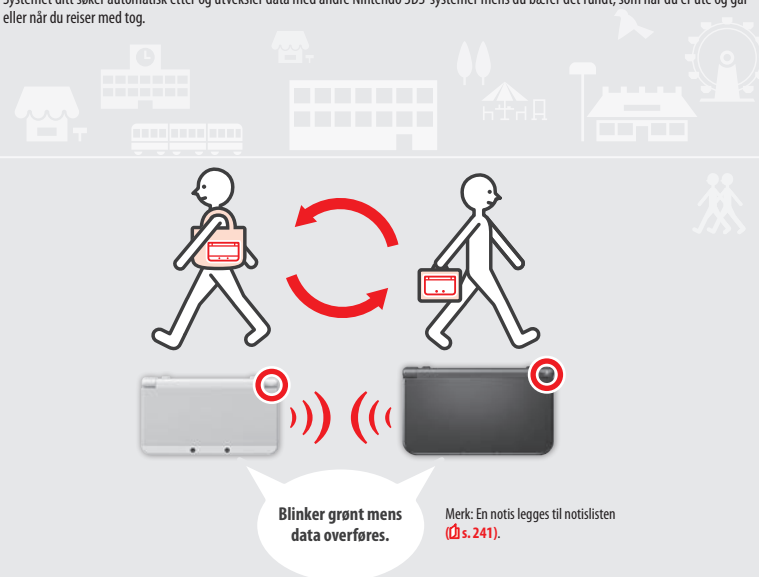 Systemet ditt søker automatisk etter og utveksler data med andre Nintendo 3DS-systemer mens du bærer det rundt, som når du er ute og går
eller når du reiser med tog.
Blinker grønt mens
data overføres.
Merk: En notis legges til notislisten
(s. 241).